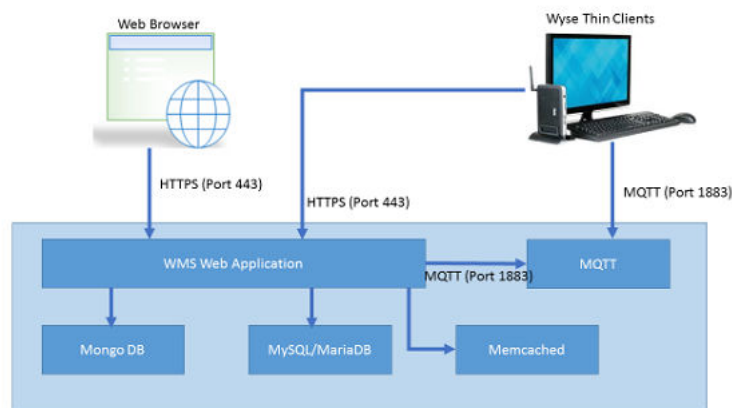 Web Browser
Wyse Thin Clients
HTTPS (Port 443)
HTTPS (Port 443)
MQTT (Port 1883)
WMS Web Application
MQTT (Port 1883)
MQTT
Mongo DB
MySQL/MariaDB
Memcached